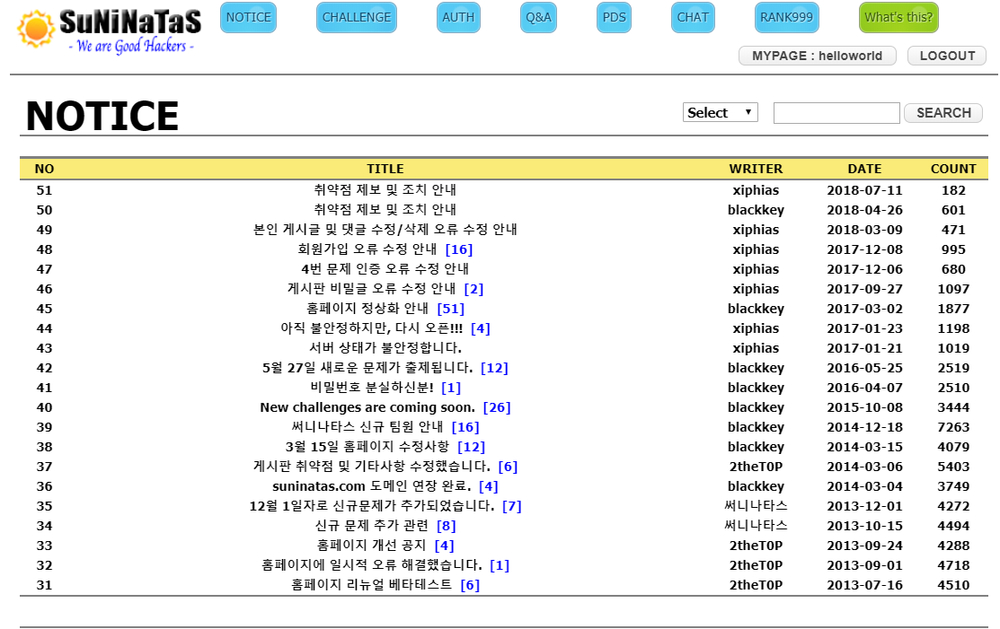 SuNiNaTaS
- We are Good Hackers -
NOTICE CHALLENGE AUTH Q&A PDS CHAT RANK999 What's this?
MYPAGE : helloworld LOGOUT
NOTICE
Select SEARCH
NO TITLE WRITER DATE COUNT
51 취약점 제보 및 조치 안내 xiphias 2018-07-11 182
50 취약점 제보 및 조치 안내 blackkey 2018-04-26 601
49 본인 게시글 및 댓글 수정/삭제 오류 수정 안내 xiphias 2018-03-09 471
48 회원가입 오류 수정 안내 [16] xiphias 2017-12-08 995
47 4번 문제 인증 오류 수정 안내 xiphias 2017-12-06 680
46 게시판 비밀글 오류 수정 안내 [2] xiphias 2017-09-27 1097
45 홈페이지 정상화 안내 [51] blackkey 2017-03-02 1877
44 아직 불안정하지만, 다시 오픈!!! [4] xiphias 2017-01-23 1198
43 서버 상태가 불안정합니다. xiphias 2017-01-21 1019
42 5월 27일 새로운 문제가 출제됩니다. [12] blackkey 2016-05-25 2519
41 비밀번호 분실하신분! [1] blackkey 2016-04-07 2510
40 New challenges are coming soon. [26] blackkey 2015-10-08 3444
39 써니나타스 신규 팀원 안내 [16] blackkey 2014-12-18 7263
38 3월 15일 홈페이지 수정사항 [12] blackkey 2014-03-15 4079
37 게시판 취약점 및 기타사항 수정했습니다. [6] 2theT0P 2014-03-06 5403
36 suninatas.com 도메인 연장 완료. [4] blackkey 2014-03-04 3749
35 12월 1일자로 신규문제가 추가되었습니다. [7] 써니나타스 2013-12-01 4272
34 신규 문제 추가 관련 [8] 써니나타스 2013-10-15 4494
33 홈페이지 개선 공지 [4] 2theT0P 2013-09-24 4288
32 홈페이지에 일시적 오류 해결했습니다. [1] 2theT0P 2013-09-01 4718
31 홈페이지 리뉴얼 베타테스트 [6] 2theT0P 2013-07-16 4510